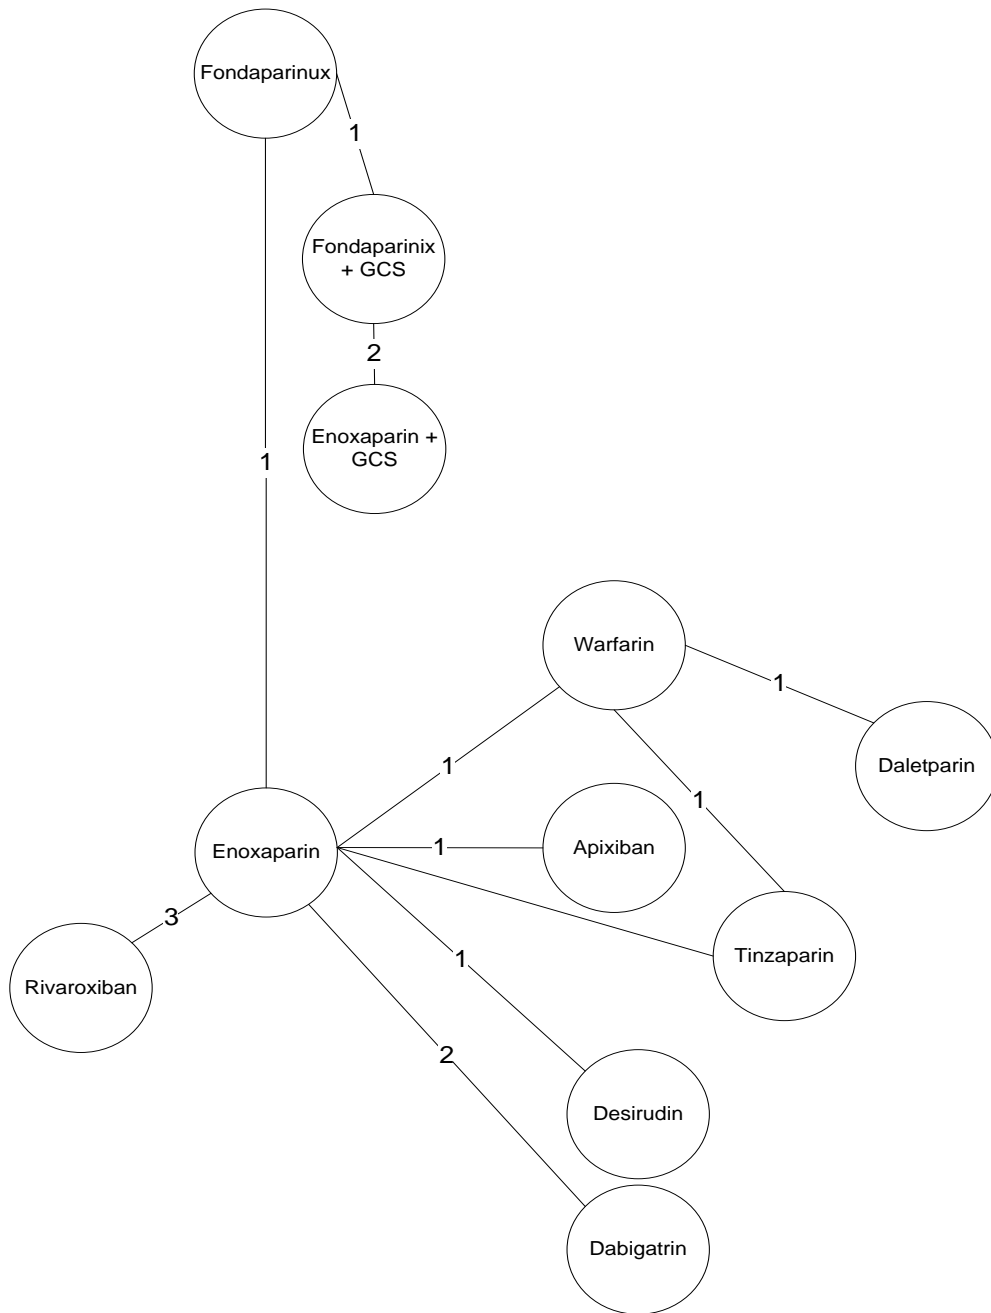 Fondaparinux
1
Fondaparinix
+ GCS
2
Enoxaparin +
GCS
1
Warfarin
1
Daletparin
1
1
Enoxaparin
1
Apixiban
3
Rivaroxiban
1
Tinzaparin
2
Desirudin
Dabigatrin